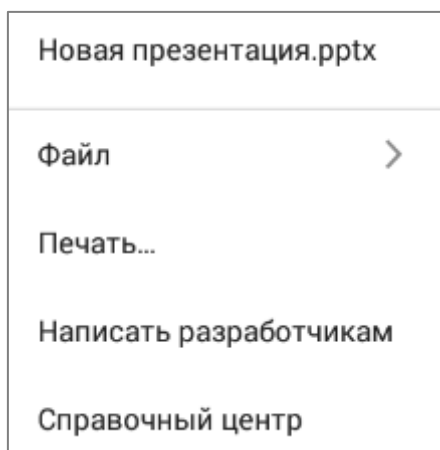 Новая презентация.pptx
Файл
Печать...
Написать разработчикам
Справочный центр